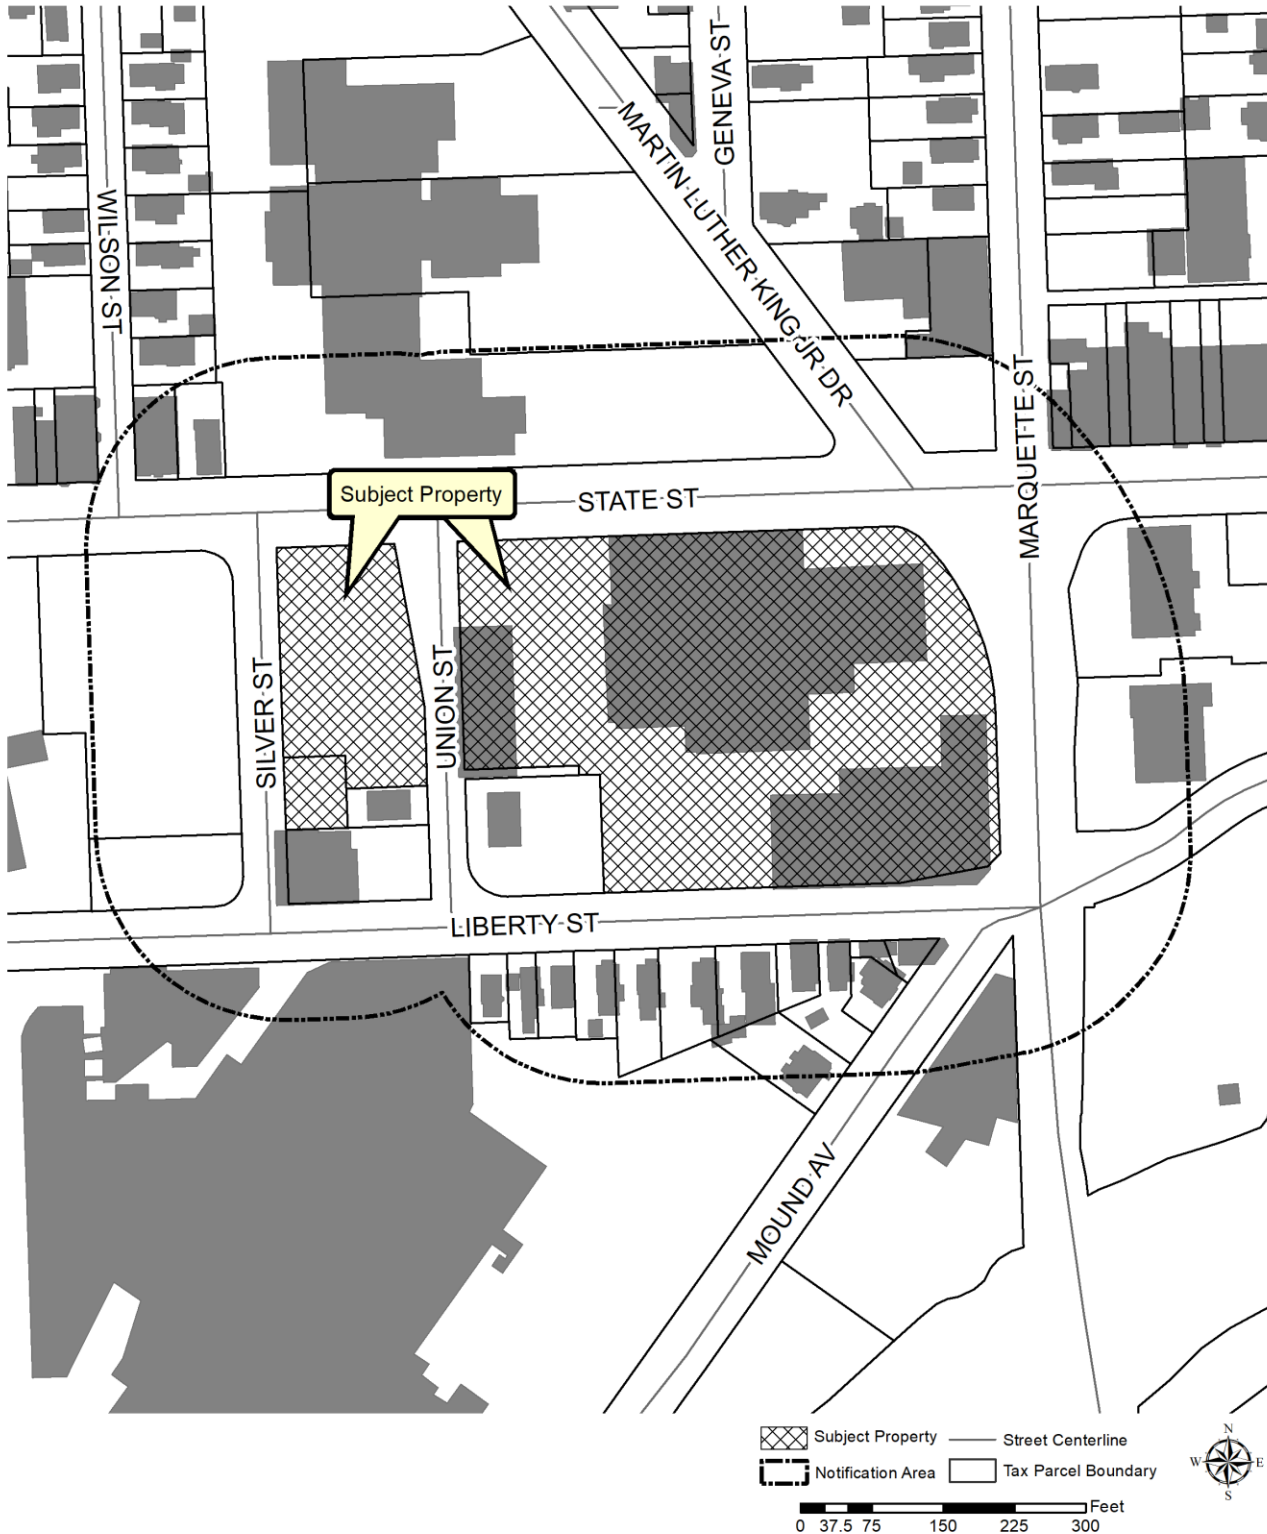 GENEVA ST
MARTIN LUTHER KING JR DR
WILSON ST
MARQUETTE ST
Subject Property
STATE ST
SILVER ST
UNION ST
LIBERTY ST
MOUND AV
Subject Property
Street Centerline
Notification Area
Tax Parcel Boundary
N
W E
S
Feet
0 37.5 75 150 225 300